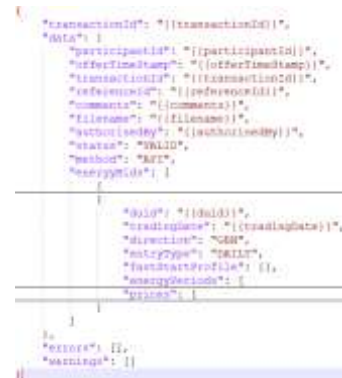 {
"transactionId": "{{transactionId}}",
"data": {
"participantId": "{{participantId}}",
"offerTimeStamp": "{{offerTimeStamp}}",
"transactionId": "{{transactionId}}",
"referenceId": "{{referenceId}}",
"comments": "{{comments}}",
"filename": "{{filename}}",
"authorisedBy": "{{authorisedBy}}",
"status": "VALID",
"method": "API",
"energyBids": [
{
"duid": "{{duid}}",
"tradingDate": "{{tradingDate}}",
"direction": "GEN",
"entryType": "DAILY",
"fastStartProfile": {},
"energyPeriods": [
"prices": [
}
]
},
"errors": [],
"warnings": []
}